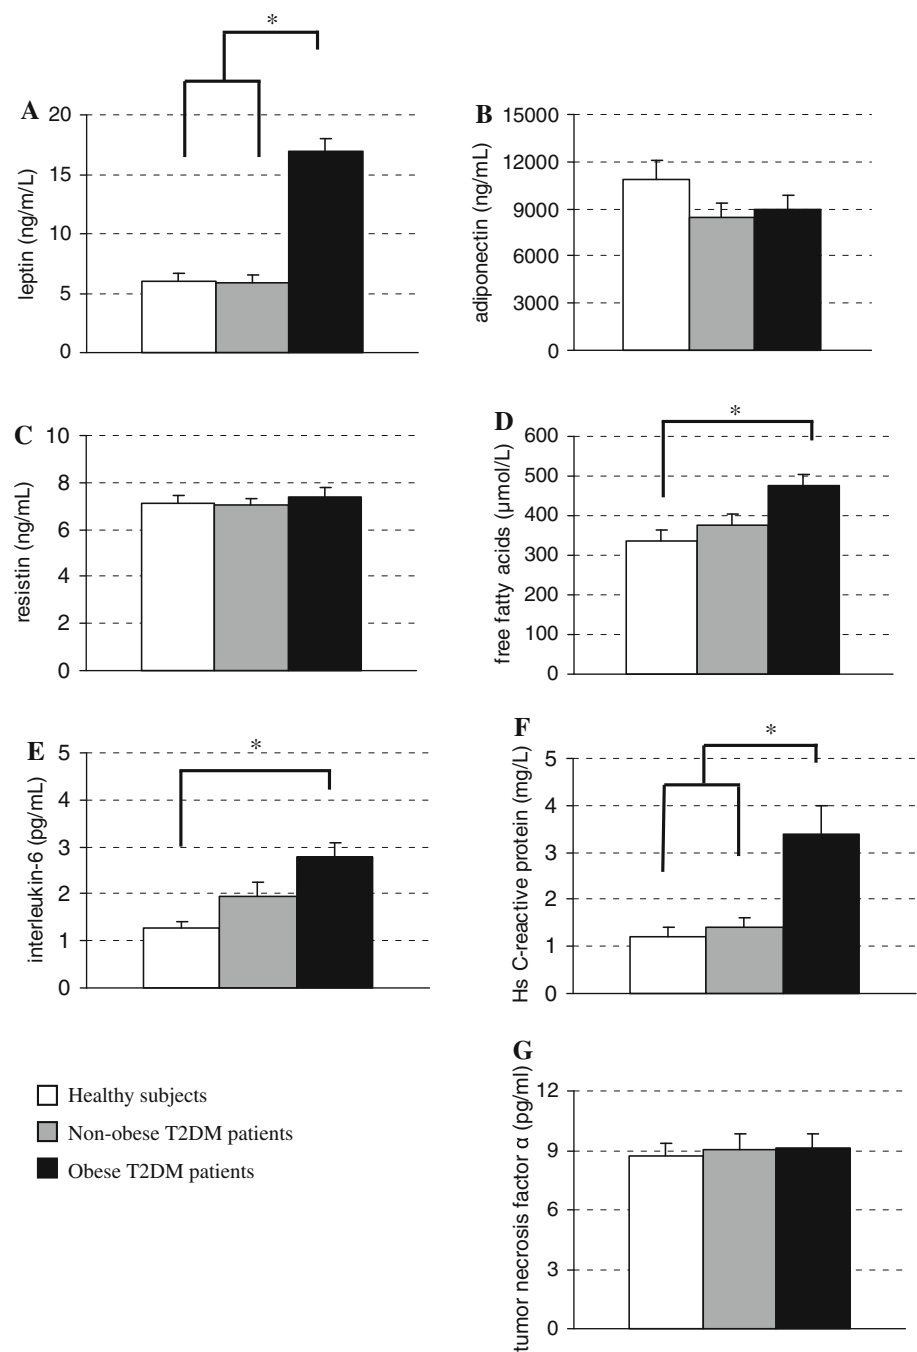 *
A
20
15
10
5
0
leptin (ng/m/L)
B
15000
12000
9000
6000
3000
0
adiponectin (ng/mL)
C
10
8
6
4
2
0
resistin (ng/mL)
*
D
600
500
400
300
200
100
0
free fatty acids (μmol/L)
*
E
5
4
3
2
1
0
interleukin-6 (pg/mL)
*
F
5
4
3
2
1
0
Hs C-reactive protein (mg/L)
G
12
9
6
3
0
tumor necrosis factor α (pg/ml)
Healthy subjects
Non-obese T2DM patients
Obese T2DM patients